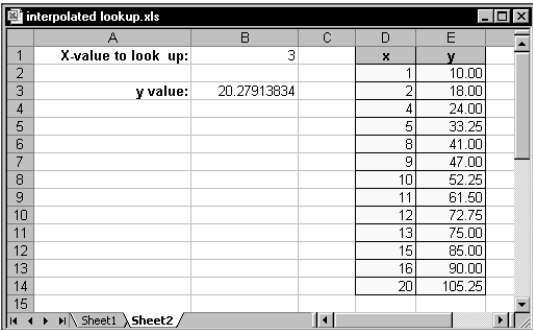 interpolated lookup.xls
A B C D E
1 X-value to look up: 3 x y
2 1 10.00
3 y value: 20.27913834 2 18.00
4 4 24.00
5 5 33.25
6 8 41.00
7 9 47.00
8 10 52.25
9 11 61.50
10 12 72.75
11 13 75.00
12 15 85.00
13 16 90.00
14 20 105.25
15
Sheet1 Sheet2